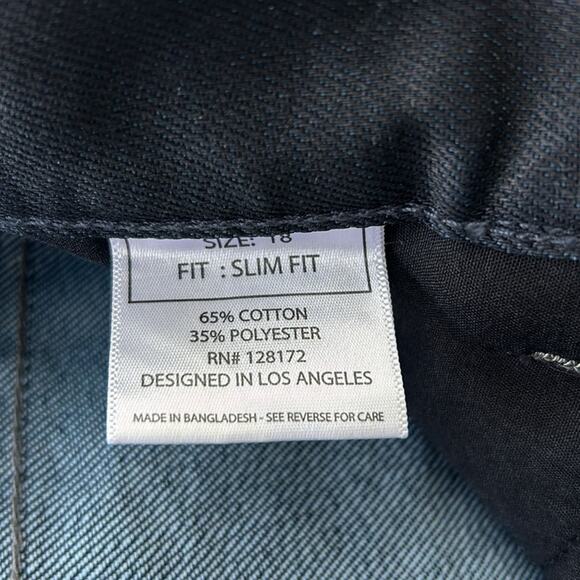 SIZE: 18
FIT : SLIM FIT
65% COTTON
35% POLYESTER
RN# 128172
DESIGNED IN LOS ANGELES
MADE IN BANGLADESH - SEE REVERSE FOR CARE